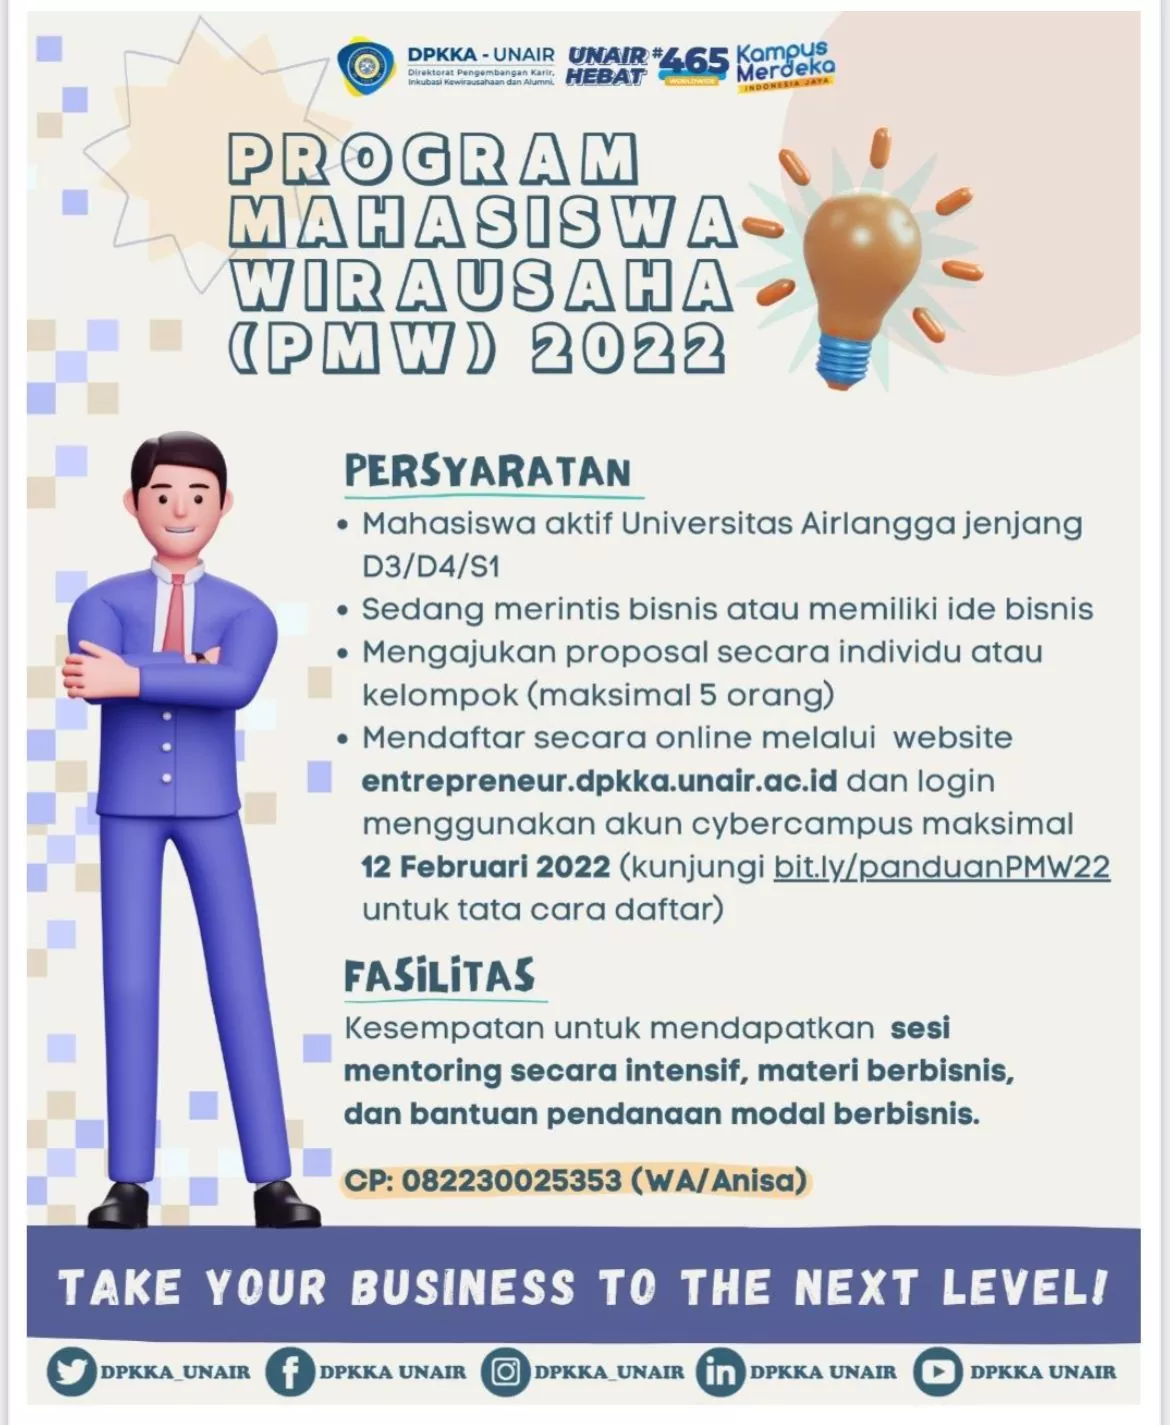 DPKKA - UNAIR
Direktorat Pengembangan Karir,
Inkubasi Kewirausahaan dan Alumni.
UNAIR
HEBAT
#465
WORLDWIDE
Kampus
Merdeka
INDONESIA JAYA
PROGRAM
MAHASISWA
WIRAUSAHA
(PMW) 2022
PERSYARATAN
• Mahasiswa aktif Universitas Airlangga jenjang
D3/D4/S1
• Sedang merintis bisnis atau memiliki ide bisnis
• Mengajukan proposal secara individu atau
kelompok (maksimal 5 orang)
• Mendaftar secara online melalui website
entrepreneur.dpkka.unair.ac.id dan login
menggunakan akun cybercampus maksimal
12 Februari 2022 (kunjungi bit.ly/panduanPMW22
untuk tata cara daftar)
FASILITAS
Kesempatan untuk mendapatkan sesi
mentoring secara intensif, materi berbisnis,
dan bantuan pendanaan modal berbisnis.
CP: 082230025353 (WA/Anisa)
TAKE YOUR BUSINESS TO THE NEXT LEVEL!
DPKKA_UNAIR DPKKA UNAIR DPKKA_UNAIR DPKKA UNAIR DPKKA UNAIR